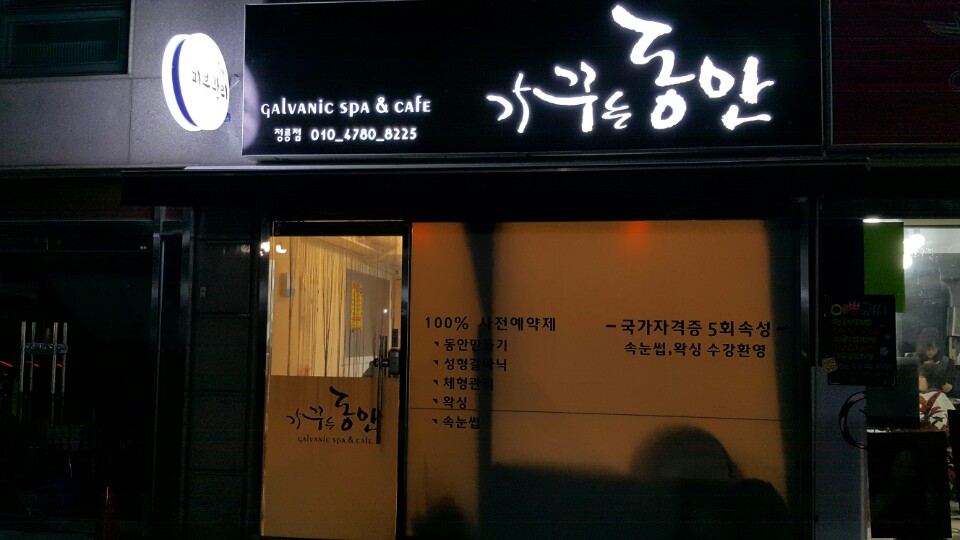 가꾸는 동안
GALVANIC SPA & CAFE
정릉점 010_4780_8225
100% 사전예약제
동안만들기
성형갈바닉
체형관리
왁싱
속눈썹
-국가자격증 5회속성-
속눈썹,왁싱 수강환영
가꾸는 동안
GALVANIC SPA & CAFE